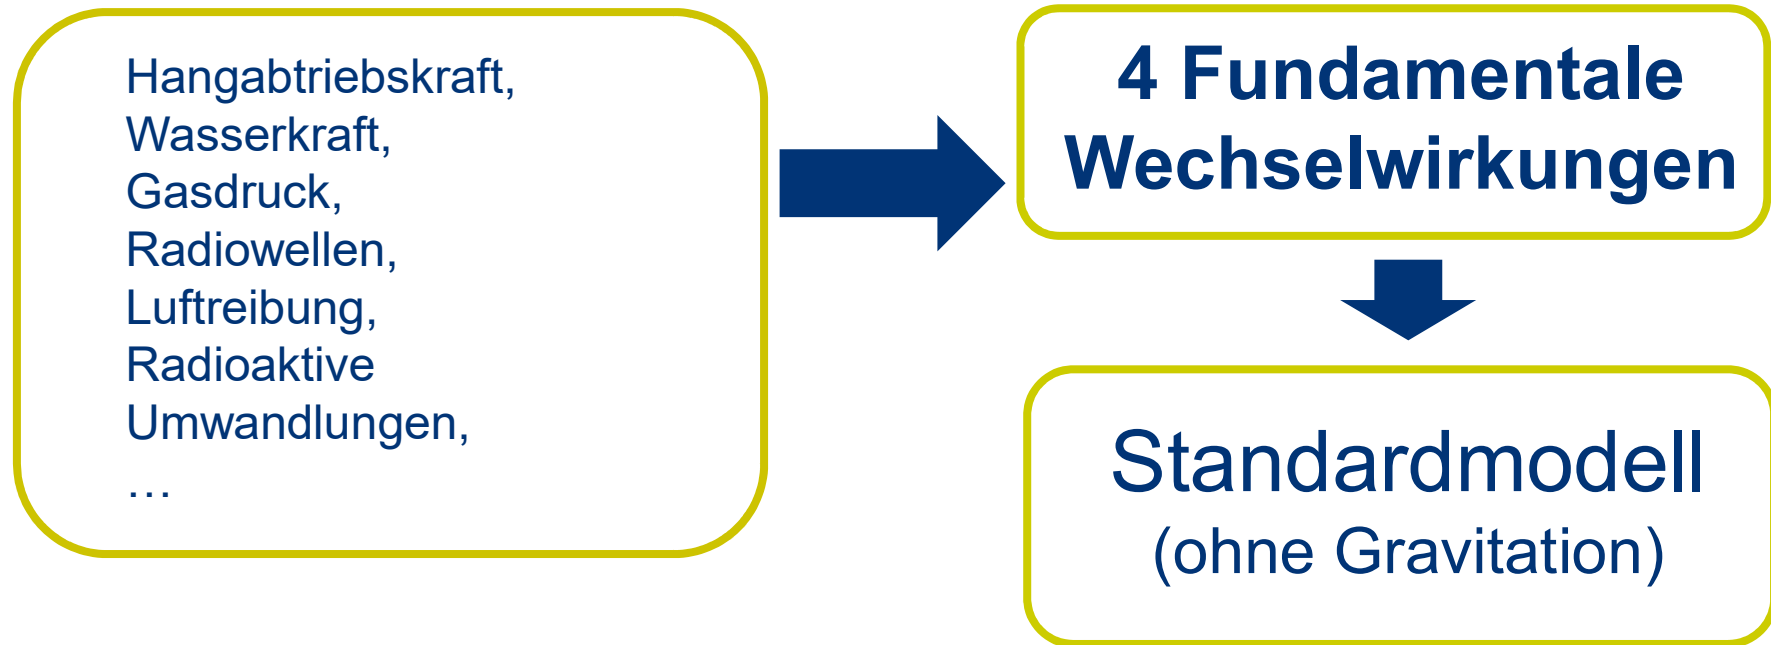 Hangabtriebskraft,
Wasserkraft,
Gasdruck,
Radiowellen,
Luftreibung,
Radioaktive
Umwandlungen,
…
4 Fundamentale
Wechselwirkungen
Standardmodell
(ohne Gravitation)